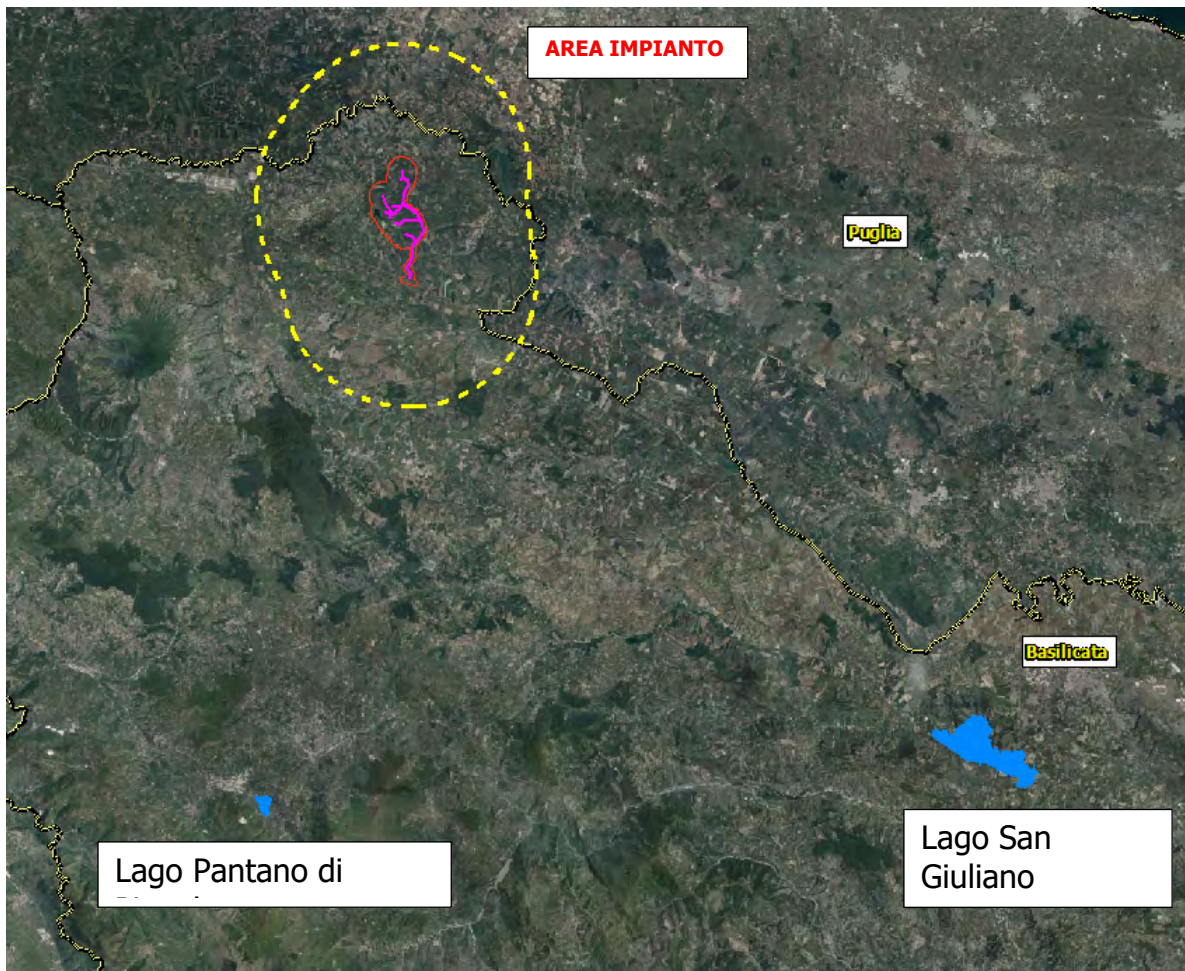 AREA IMPIANTO
Puglia
Basilicata
Lago San
Giuliano
Lago Pantano di